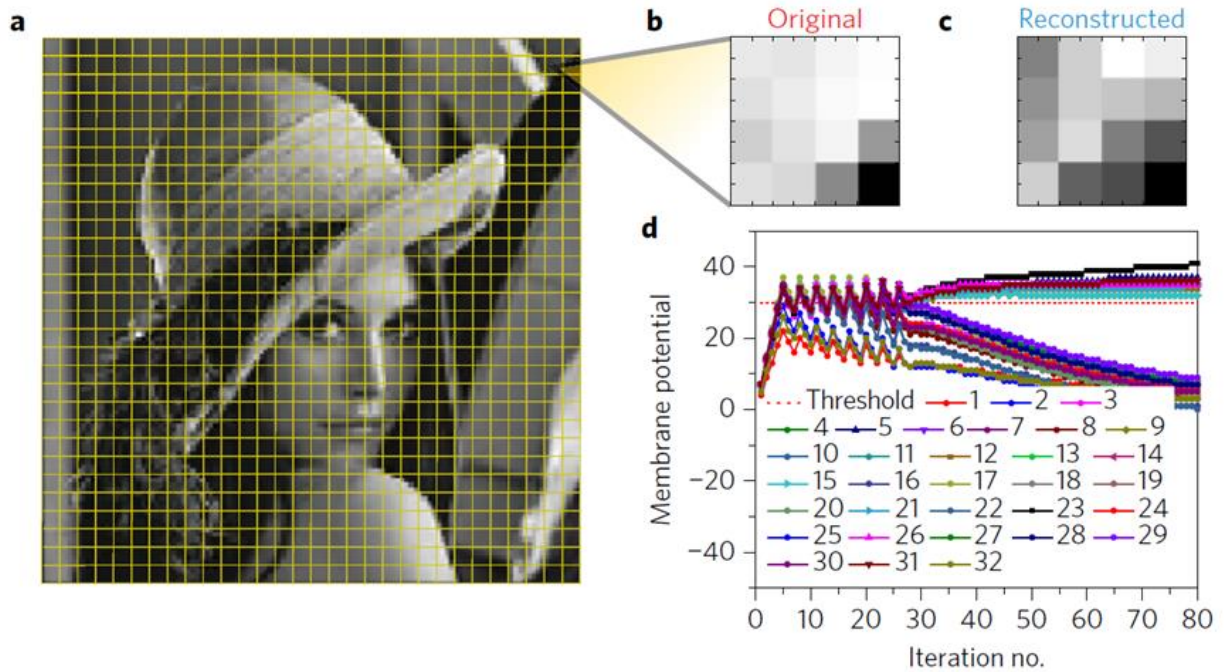 a
b Original
c Reconstructed
d
40
20
0
−20
−40
Membrane potential
Threshold 1 2 3
4 5 6 7 8 9
10 11 12 13 14
15 16 17 18 19
20 21 22 23 24
25 26 27 28 29
30 31 32
0 10 20 30 40 50 60 70 80
Iteration no.